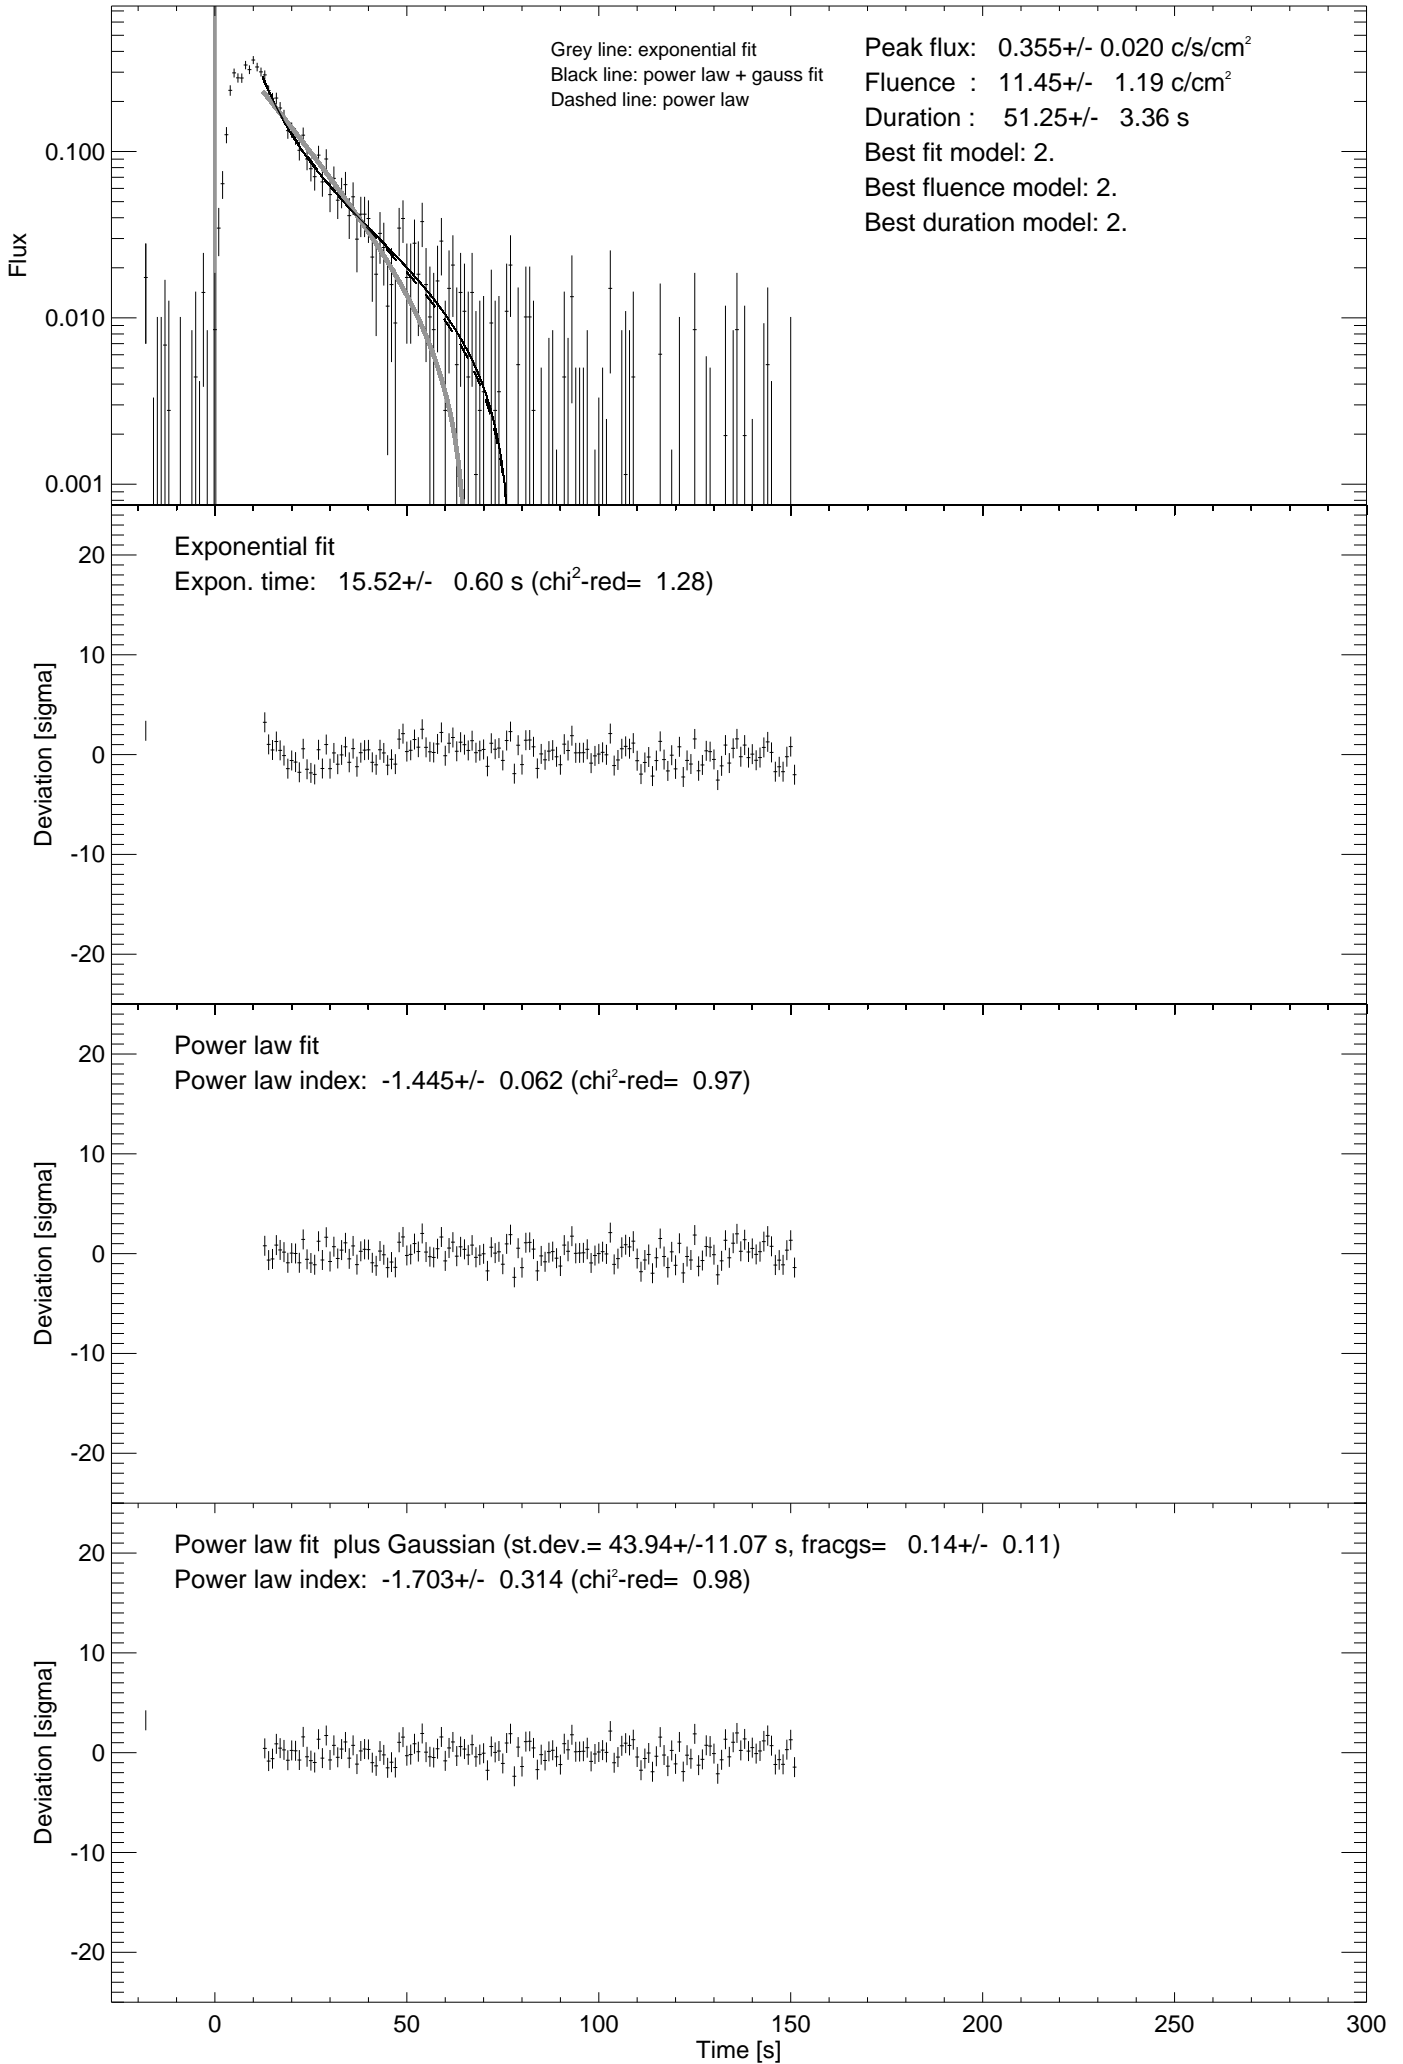 Grey line: exponential fit
Black line: power law + gauss fit
Dashed line: power law
Peak flux: 0.355+/- 0.020 c/s/cm²
Fluence : 11.45+/- 1.19 c/cm²
Duration : 51.25+/- 3.36 s
Best fit model: 2.
Best fluence model: 2.
Best duration model: 2.
0.100
0.010
0.001
Flux
Exponential fit
Expon. time: 15.52+/- 0.60 s (chi²-red= 1.28)
20
10
0
-10
-20
Deviation [sigma]
Power law fit
Power law index: -1.445+/- 0.062 (chi²-red= 0.97)
20
10
0
-10
-20
Deviation [sigma]
Power law fit plus Gaussian (st.dev.= 43.94+/-11.07 s, fracgs= 0.14+/- 0.11)
Power law index: -1.703+/- 0.314 (chi²-red= 0.98)
20
10
0
-10
-20
Deviation [sigma]
0 50 100 150 200 250 300
Time [s]